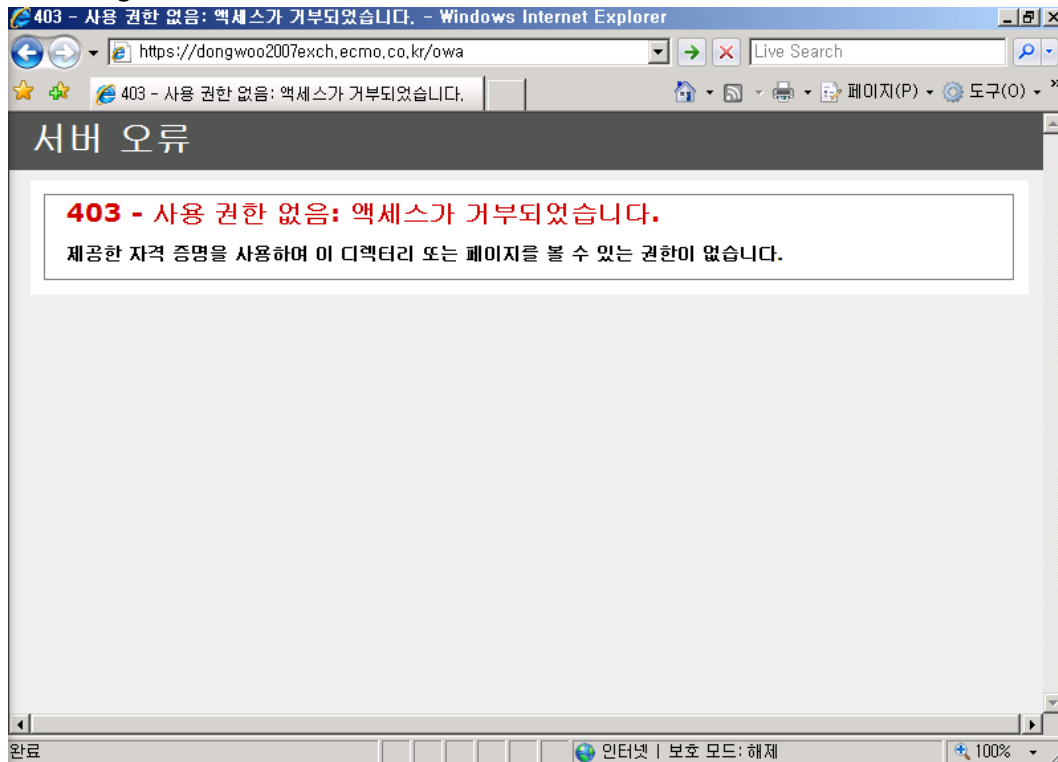 403 - 사용 권한 없음: 액세스가 거부되었습니다. - Windows Internet Explorer
https://dongwoo2007exch.ecmo.co.kr/owa
Live Search
403 - 사용 권한 없음: 액세스가 거부되었습니다.
페이지(P)
도구(O)
서버 오류
403 - 사용 권한 없음: 액세스가 거부되었습니다.
제공한 자격 증명을 사용하여 이 디렉터리 또는 페이지를 볼 수 있는 권한이 없습니다.
완료
인터넷 | 보호 모드: 해제
100%